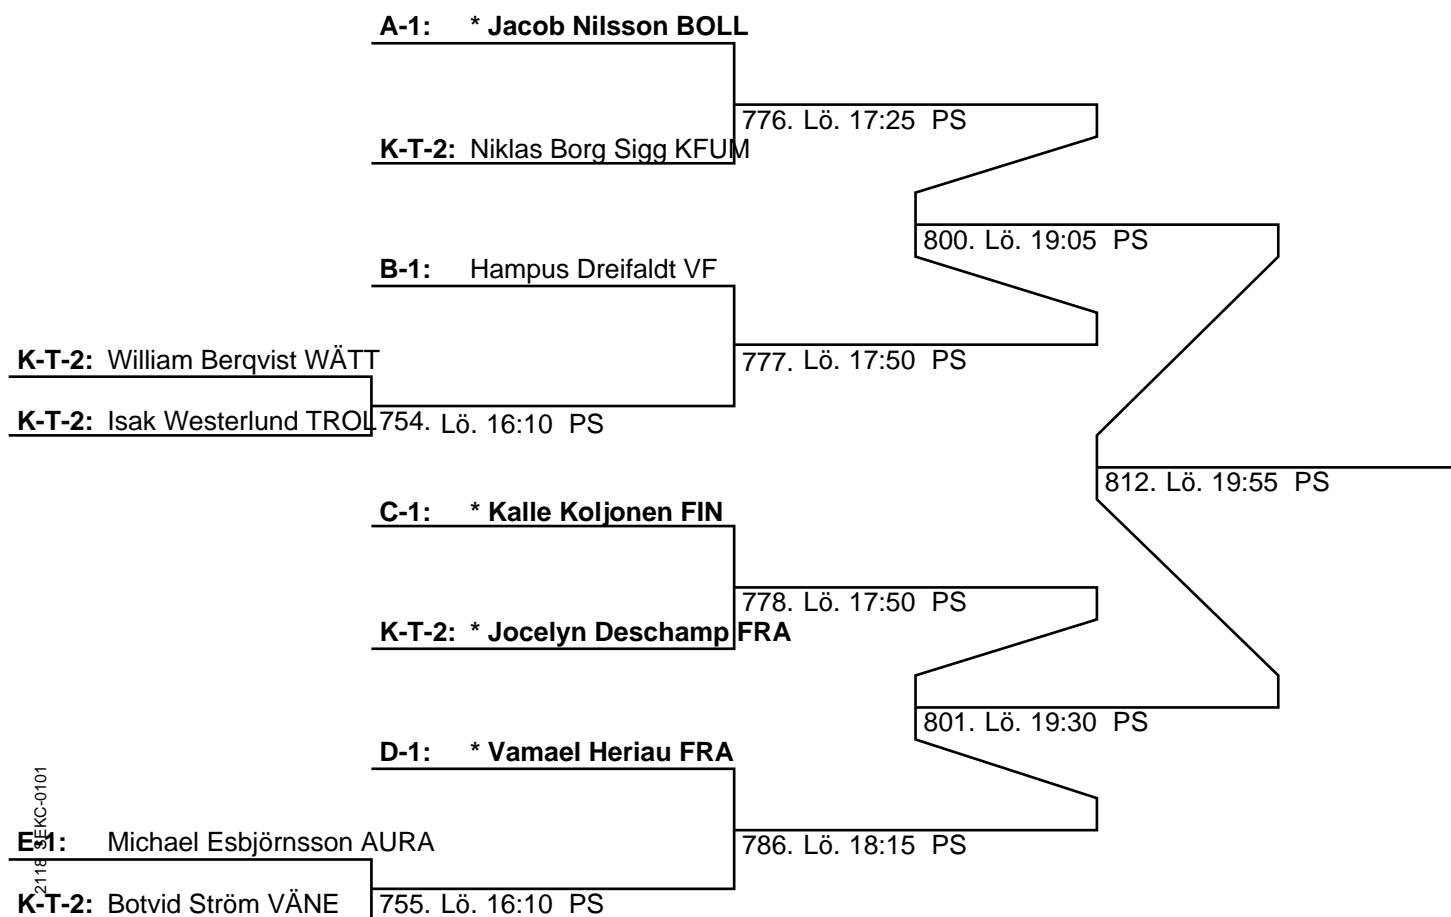 A-1: * Jacob Nilsson BOLL
776. Lö. 17:25 PS
K-T-2: Niklas Borg Sigg KFUM
800. Lö. 19:05 PS
B-1: Hampus Dreifaldt VF
K-T-2: William Berqvist WÄTT
777. Lö. 17:50 PS
K-T-2: Isak Westerlund TROL
754. Lö. 16:10 PS
812. Lö. 19:55 PS
C-1: * Kalle Koljonen FIN
778. Lö. 17:50 PS
K-T-2: * Jocelyn Deschamp FRA
801. Lö. 19:30 PS
D-1: * Vamael Heriau FRA
E-1: Michael Esbjörnsson AURA
786. Lö. 18:15 PS
K-T-2: Botvid Ström VÄNE
755. Lö. 16:10 PS
2118 SEKC-0101